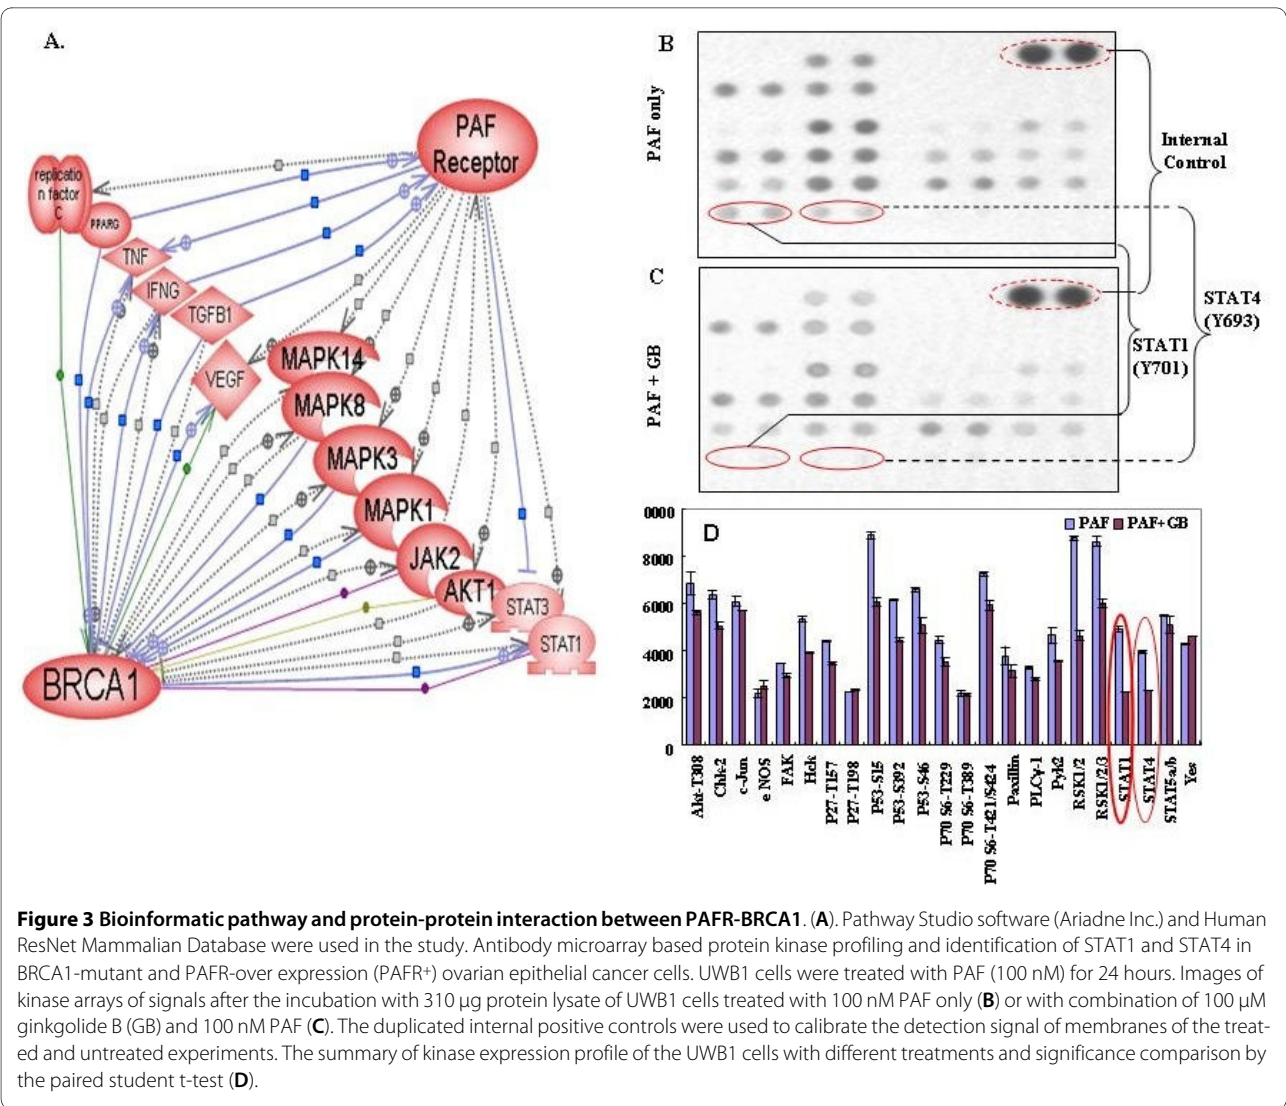 A.
PAF
Receptor
replicatio
n factor
C
PPARG
TNF
IFNG
TGFB1
VEGF
MAPK14
MAPK8
MAPK3
MAPK1
JAK2
AKT1
STAT3
STAT1
BRCA1
B
PAF only
Internal
Control
C
PAF + GB
STAT4
(Y693)
STAT1
(Y701)
D
PAF
PAF+GB
0000
8000
6000
4000
2000
0
Akt-T308
Chk-2
c-Jun
e NOS
FAK
Hck
P27-T157
P27-T198
P53-S15
P53-S392
P53-S46
P70 S6-T229
P70 S6-T389
P70 S6-T421/S424
Paxillin
PLCγ-1
Pyk2
RSK1/2
RSK1/2/3
STAT1
STAT4
STAT5a/b
Yes
Figure 3 Bioinformatic pathway and protein-protein interaction between PAFR-BRCA1. (A). Pathway Studio software (Ariadne Inc.) and Human
ResNet Mammalian Database were used in the study. Antibody microarray based protein kinase profiling and identification of STAT1 and STAT4 in
BRCA1-mutant and PAFR-over expression (PAFR+) ovarian epithelial cancer cells. UWB1 cells were treated with PAF (100 nM) for 24 hours. Images of
kinase arrays of signals after the incubation with 310 μg protein lysate of UWB1 cells treated with 100 nM PAF only (B) or with combination of 100 μM
ginkgolide B (GB) and 100 nM PAF (C). The duplicated internal positive controls were used to calibrate the detection signal of membranes of the treat-
ed and untreated experiments. The summary of kinase expression profile of the UWB1 cells with different treatments and significance comparison by
the paired student t-test (D).